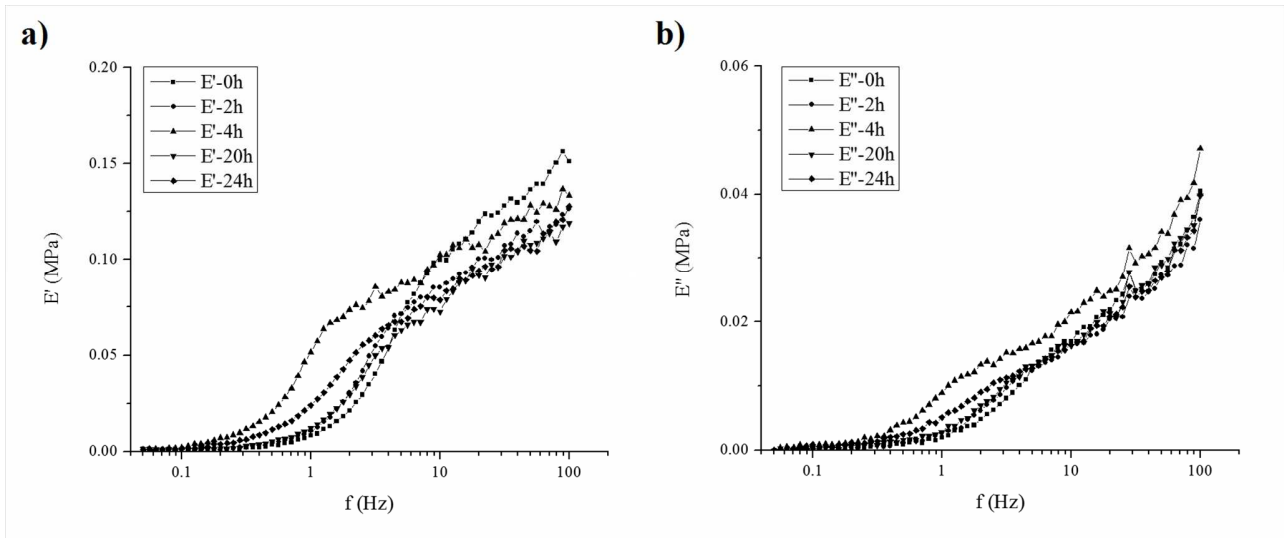 a)
0.20
0.15
0.10
0.05
0.00
E' (MPa)
E'-0h
E'-2h
E'-4h
E'-20h
E'-24h
0.1
1
10
100
f (Hz)
b)
0.06
0.04
0.02
0.00
E" (MPa)
E"-0h
E"-2h
E"-4h
E"-20h
E"-24h
0.1
1
10
100
f (Hz)